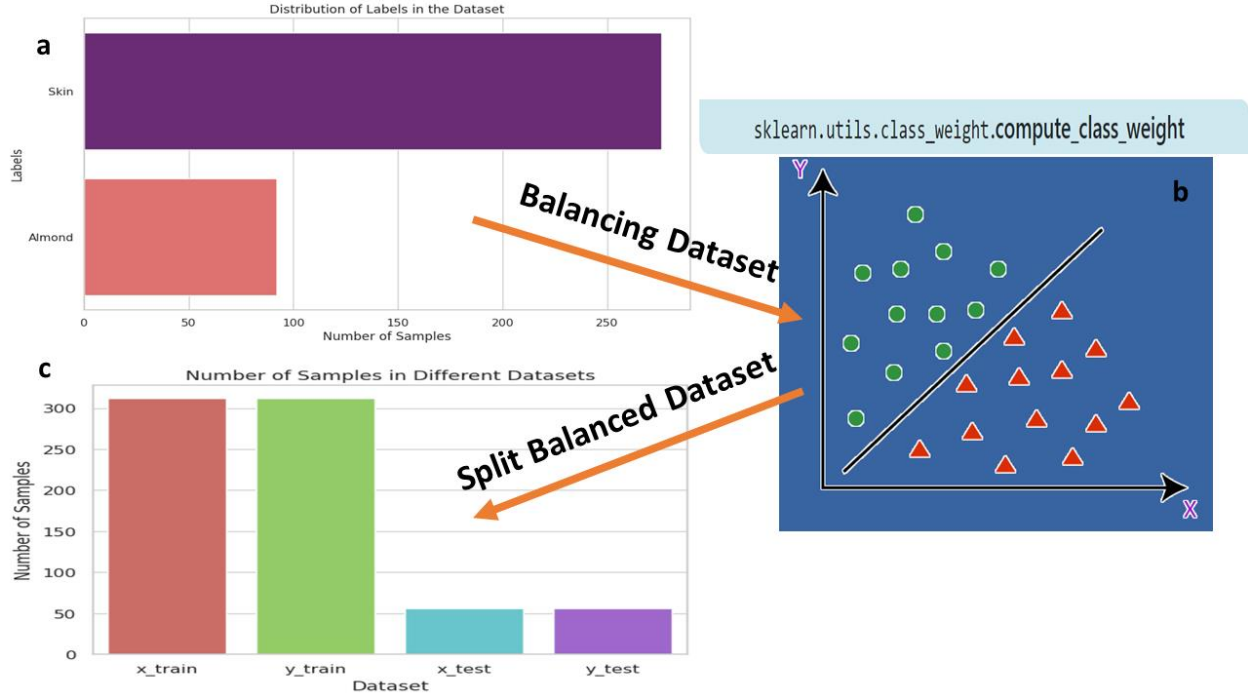 Distribution of Labels in the Dataset
a
Skin
Labels
Almond
0 50 100 150 200 250
Number of Samples
sklearn.utils.class_weight.compute_class_weight
Balancing Dataset
Y
b
X
Split Balanced Dataset
c
Number of Samples in Different Datasets
Number of Samples
300
250
200
150
100
50
0
x_train y_train x_test y_test
Dataset